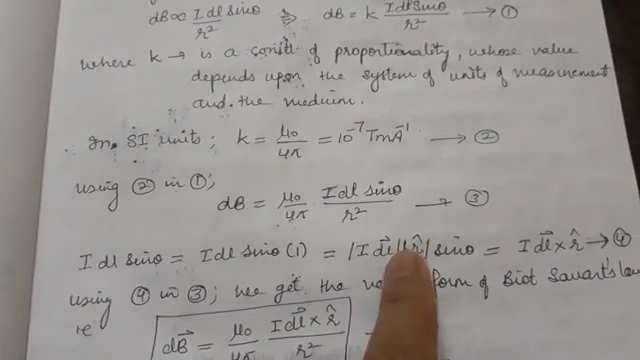 dB ∝ I dl sinθ / r² ⇒ dB = k I dl sinθ / r² → ①
where k → is a constt of proportionality, whose value
depends upon the system of units of measurement
and the medium.
In SI units; k = μ₀/4π = 10⁻⁷ TmA⁻¹ → ②
using ② in ①;
dB = μ₀/4π I dl sinθ / r² → ③
I dl sinθ = I dl sinθ (1) = |I dl⃗| |r̂| sinθ = I dl⃗ × r̂ → ④
using ④ in ③; we get the form of Biot Savart's law
ie dB⃗ = μ₀/4π I dl⃗ × r̂ / r²